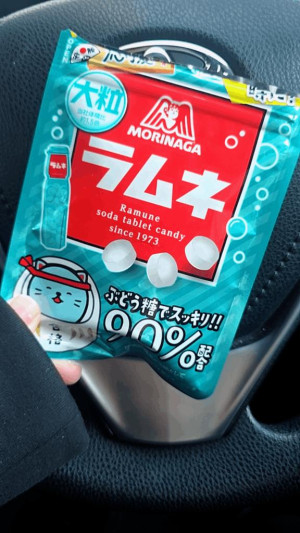 大粒
MORINAGA
ラムネ
ラムネ
Ramune
soda tablet candy
since 1973
ぶどう糖でスッキリ!!
90%配合